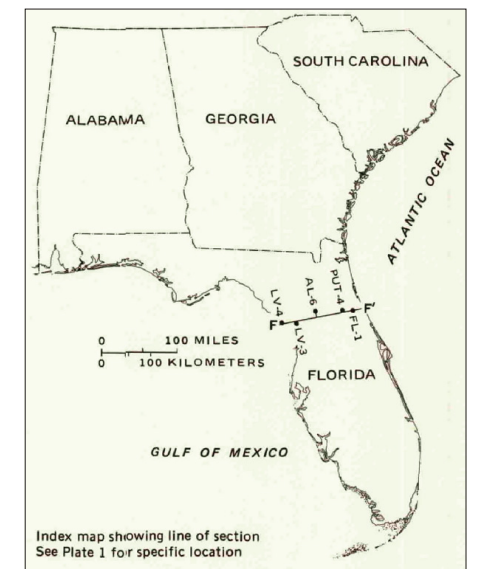 SOUTH CAROLINA
ALABAMA
GEORGIA
ATLANTIC OCEAN
LV-4
AL-6
PUT-4
F
F'
LV-3
FL-1
0 100 MILES
0 100 KILOMETERS
FLORIDA
GULF OF MEXICO
Index map showing line of section
See Plate 1 for specific location